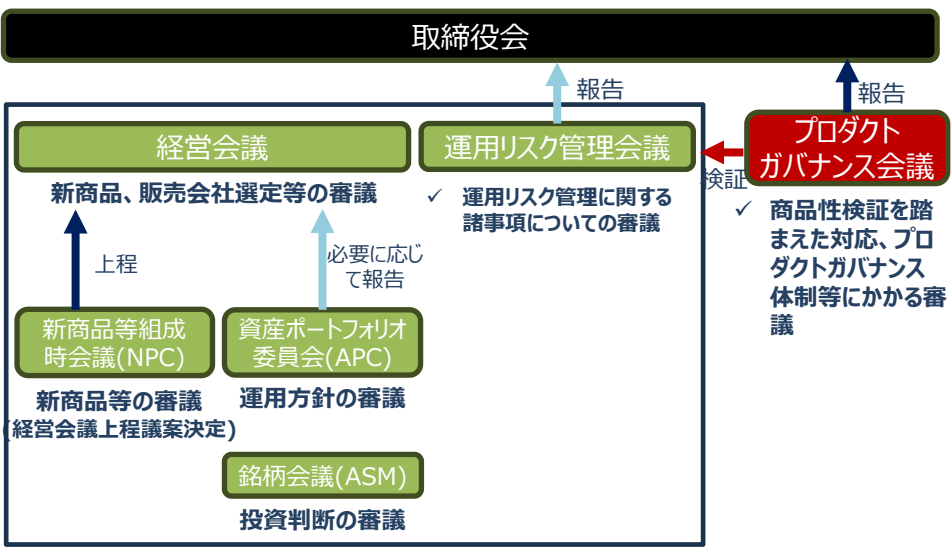 取締役会
報告
報告
経営会議
運用リスク管理会議
プロダクト
ガバナンス会議
検証
新商品、販売会社選定等の審議
✓ 運用リスク管理に関する
諸事項についての審議
✓ 商品性検証を踏
まえた対応、プロ
ダクトガバナンス
体制等にかかる審
議
上程
必要に応じ
て報告
新商品等組成
時会議(NPC)
資産ポートフォリオ
委員会(APC)
新商品等の審議
(経営会議上程議案決定)
運用方針の審議
銘柄会議(ASM)
投資判断の審議